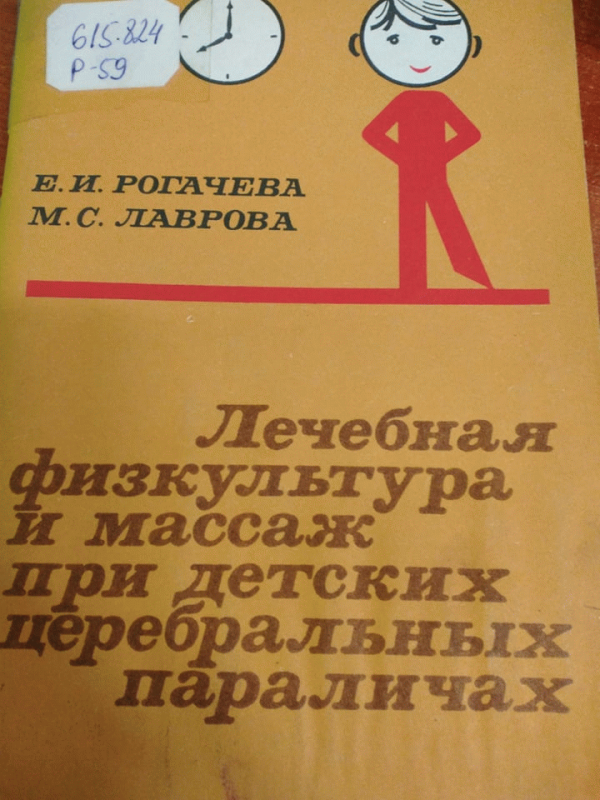 615.824
Р-59
Е. И. РОГАЧЕВА
М. С. ЛАВРОВА
Лечебная
физкультура
и массаж
при детских
церебральных
параличах